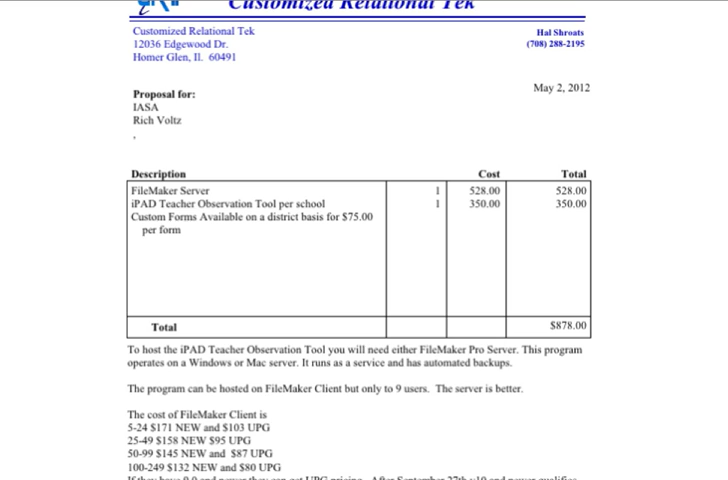 Customized Relational Tek
Customized Relational Tek
12036 Edgewood Dr.
Homer Glen, Il. 60491
Hal Shroats
(708) 288-2195
May 2, 2012
Proposal for:
IASA
Rich Voltz
,
Description Cost Total
FileMaker Server 1 528.00 528.00
iPAD Teacher Observation Tool per school 1 350.00 350.00
Custom Forms Available on a district basis for $75.00
per form
Total $878.00
To host the iPAD Teacher Observation Tool you will need either FileMaker Pro Server. This program
operates on a Windows or Mac server. It runs as a service and has automated backups.
The program can be hosted on FileMaker Client but only to 9 users. The server is better.
The cost of FileMaker Client is
5-24 $171 NEW and $103 UPG
25-49 $158 NEW $95 UPG
50-99 $145 NEW and $87 UPG
100-249 $132 NEW and $80 UPG